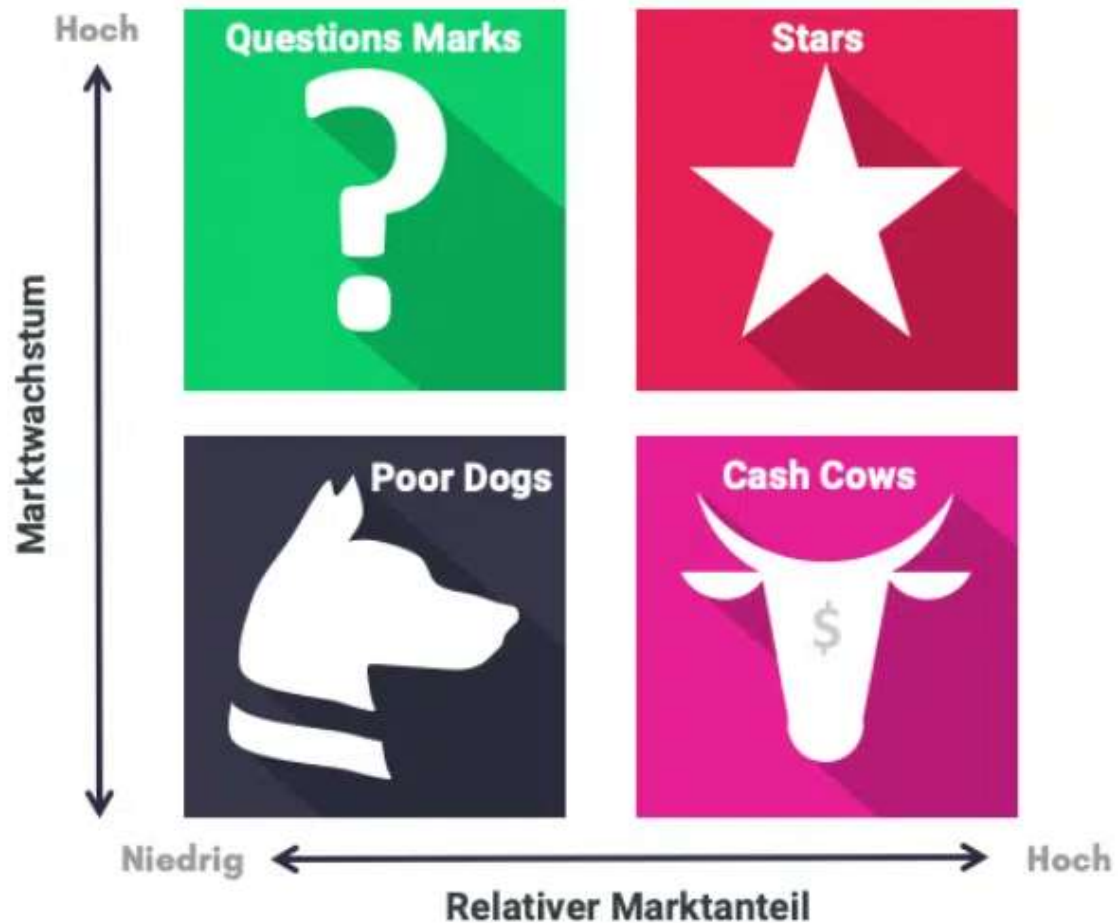 Hoch
Questions Marks
Stars
Marktwachstum
Poor Dogs
Cash Cows
$
Niedrig
Hoch
Relativer Marktanteil